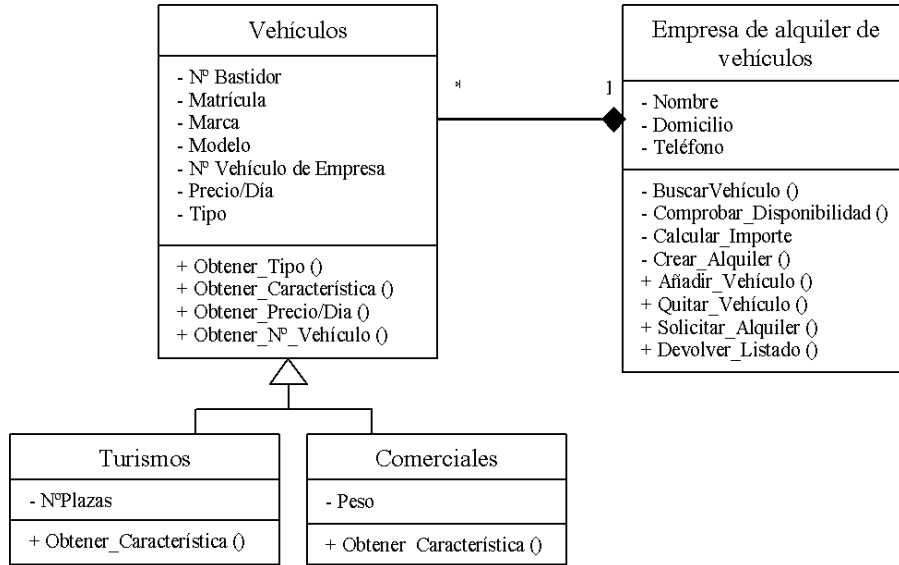 Vehículos
- Nº Bastidor
- Matrícula
- Marca
- Modelo
- Nº Vehículo de Empresa
- Precio/Día
- Tipo
+ Obtener_Tipo ()
+ Obtener_Característica ()
+ Obtener_Precio/Dia ()
+ Obtener_Nº_Vehículo ()
*
1
Empresa de alquiler de
vehículos
- Nombre
- Domicilio
- Teléfono
- BuscarVehículo ()
- Comprobar_Disponibilidad ()
- Calcular_Importe
- Crear_Alquiler ()
+ Añadir_Vehículo ()
+ Quitar_Vehículo ()
+ Solicitar_Alquiler ()
+ Devolver_Listado ()
Turismos
- NºPlazas
+ Obtener_Característica ()
Comerciales
- Peso
+ Obtener Característica ()